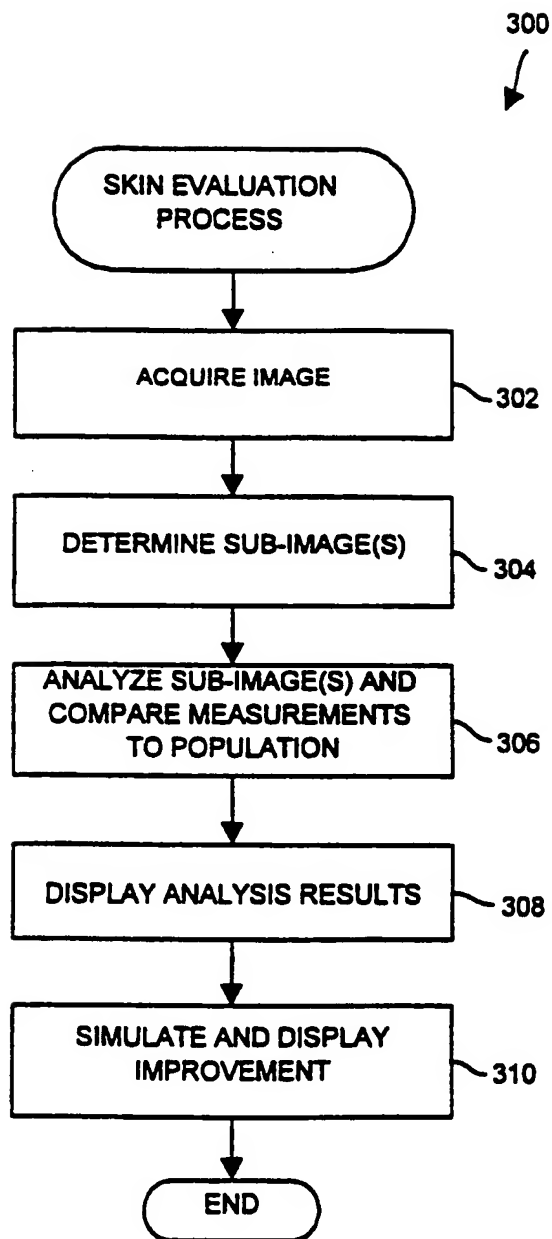 300
SKIN EVALUATION
PROCESS
ACQUIRE IMAGE
302
DETERMINE SUB-IMAGE(S)
304
ANALYZE SUB-IMAGE(S) AND
COMPARE MEASUREMENTS
TO POPULATION
306
DISPLAY ANALYSIS RESULTS
308
SIMULATE AND DISPLAY
IMPROVEMENT
310
END